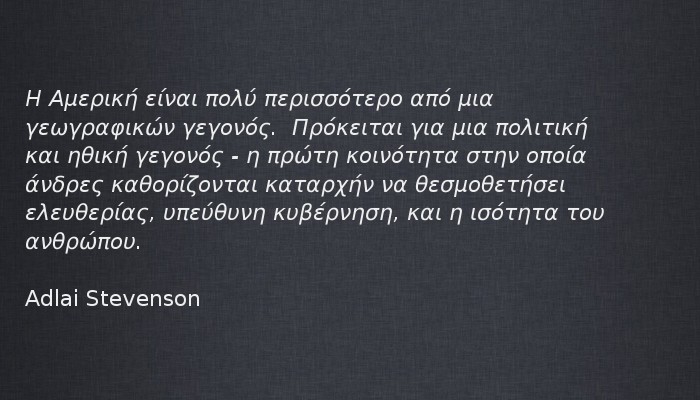 Η Αμερική είναι πολύ περισσότερο από μια
γεωγραφικών γεγονός.  Πρόκειται για μια πολιτική
και ηθική γεγονός - η πρώτη κοινότητα στην οποία
άνδρες καθορίζονται καταρχήν να θεσμοθετήσει
ελευθερίας, υπεύθυνη κυβέρνηση, και η ισότητα του
ανθρώπου.
Adlai Stevenson